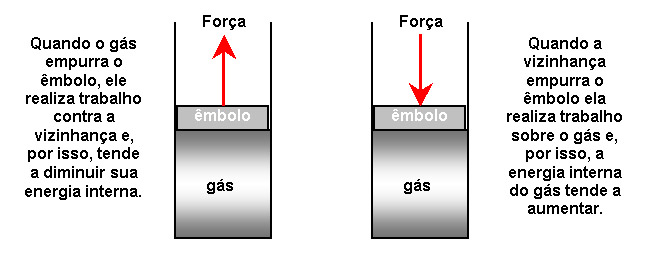 Quando o gás
empurra o
êmbolo, ele
realiza trabalho
contra a
vizinhança e,
por isso, tende
a diminuir sua
energia interna.
Força
êmbolo
gás
Força
êmbolo
gás
Quando a
vizinhança
empurra o
êmbolo ela
realiza trabalho
sobre o gás e,
por isso, a
energia interna
do gás tende a
aumentar.